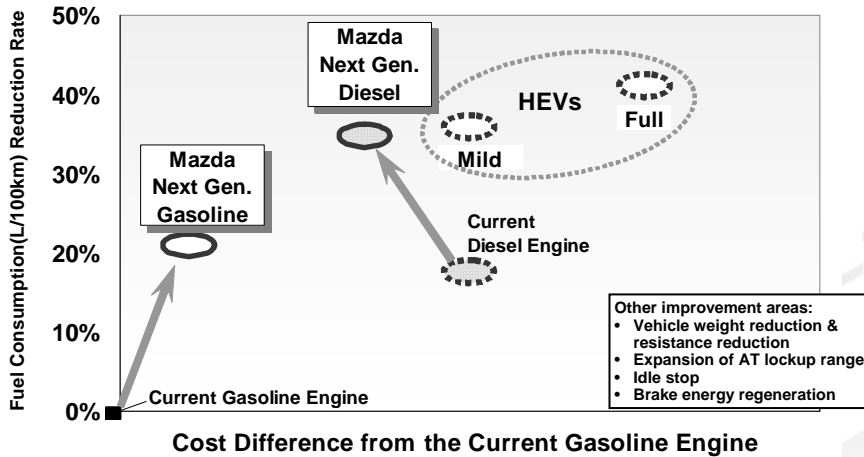 Fuel Consumption(L/100km) Reduction Rate
50%
40%
30%
20%
10%
0%
Mazda
Next Gen.
Diesel
HEVs
Full
Mild
Mazda
Next Gen.
Gasoline
Current
Diesel Engine
Other improvement areas:
• Vehicle weight reduction &
resistance reduction
• Expansion of AT lockup range
• Idle stop
• Brake energy regeneration
Current Gasoline Engine
Cost Difference from the Current Gasoline Engine